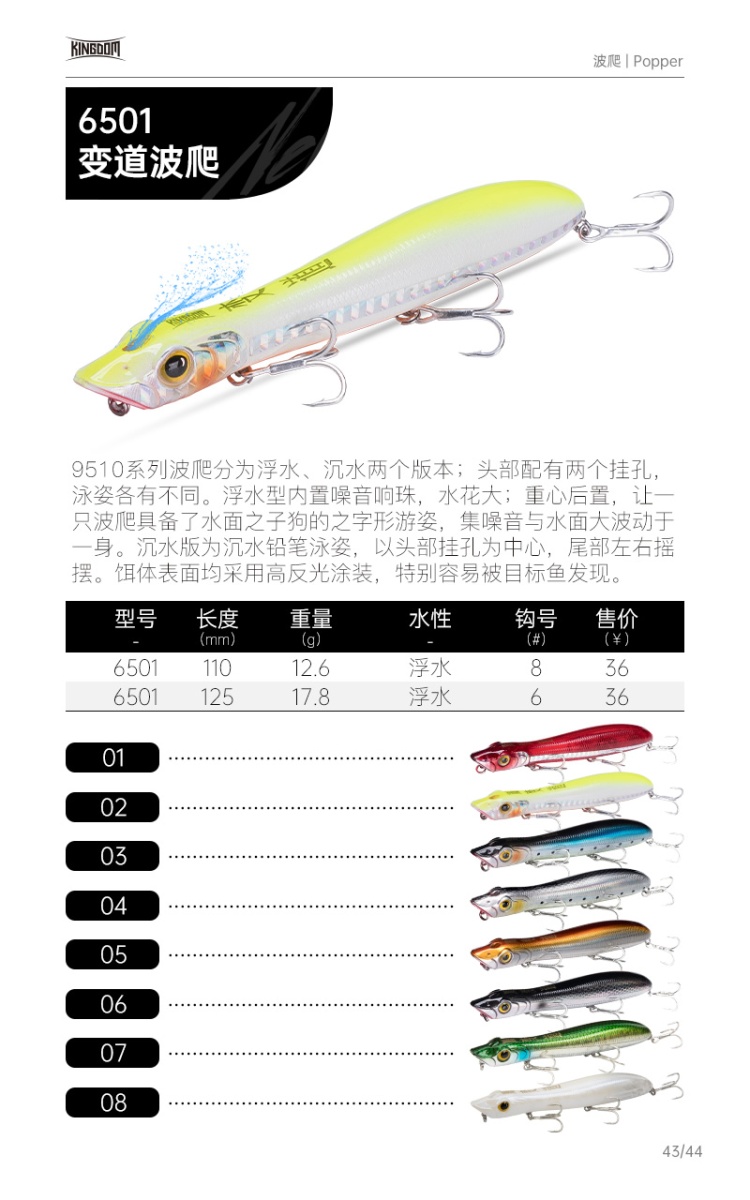 KINGDOM
波爬 | Popper
6501
变道波爬
KINGDOM
9510系列波爬分为浮水、沉水两个版本；头部配有两个挂孔，
泳姿各有不同。浮水型内置噪音响珠，水花大；重心后置，让一
只波爬具备了水面之子狗的之字形游姿，集噪音与水面大波动于
一身。沉水版为沉水铅笔泳姿，以头部挂孔为中心，尾部左右摇
摆。饵体表面均采用高反光涂装，特别容易被目标鱼发现。
型号 长度 重量 水性 钩号 售价
- (mm) (g) - (#) (￥)
6501 110 12.6 浮水 8 36
6501 125 17.8 浮水 6 36
01
02
03
04
05
06
07
08
43/44